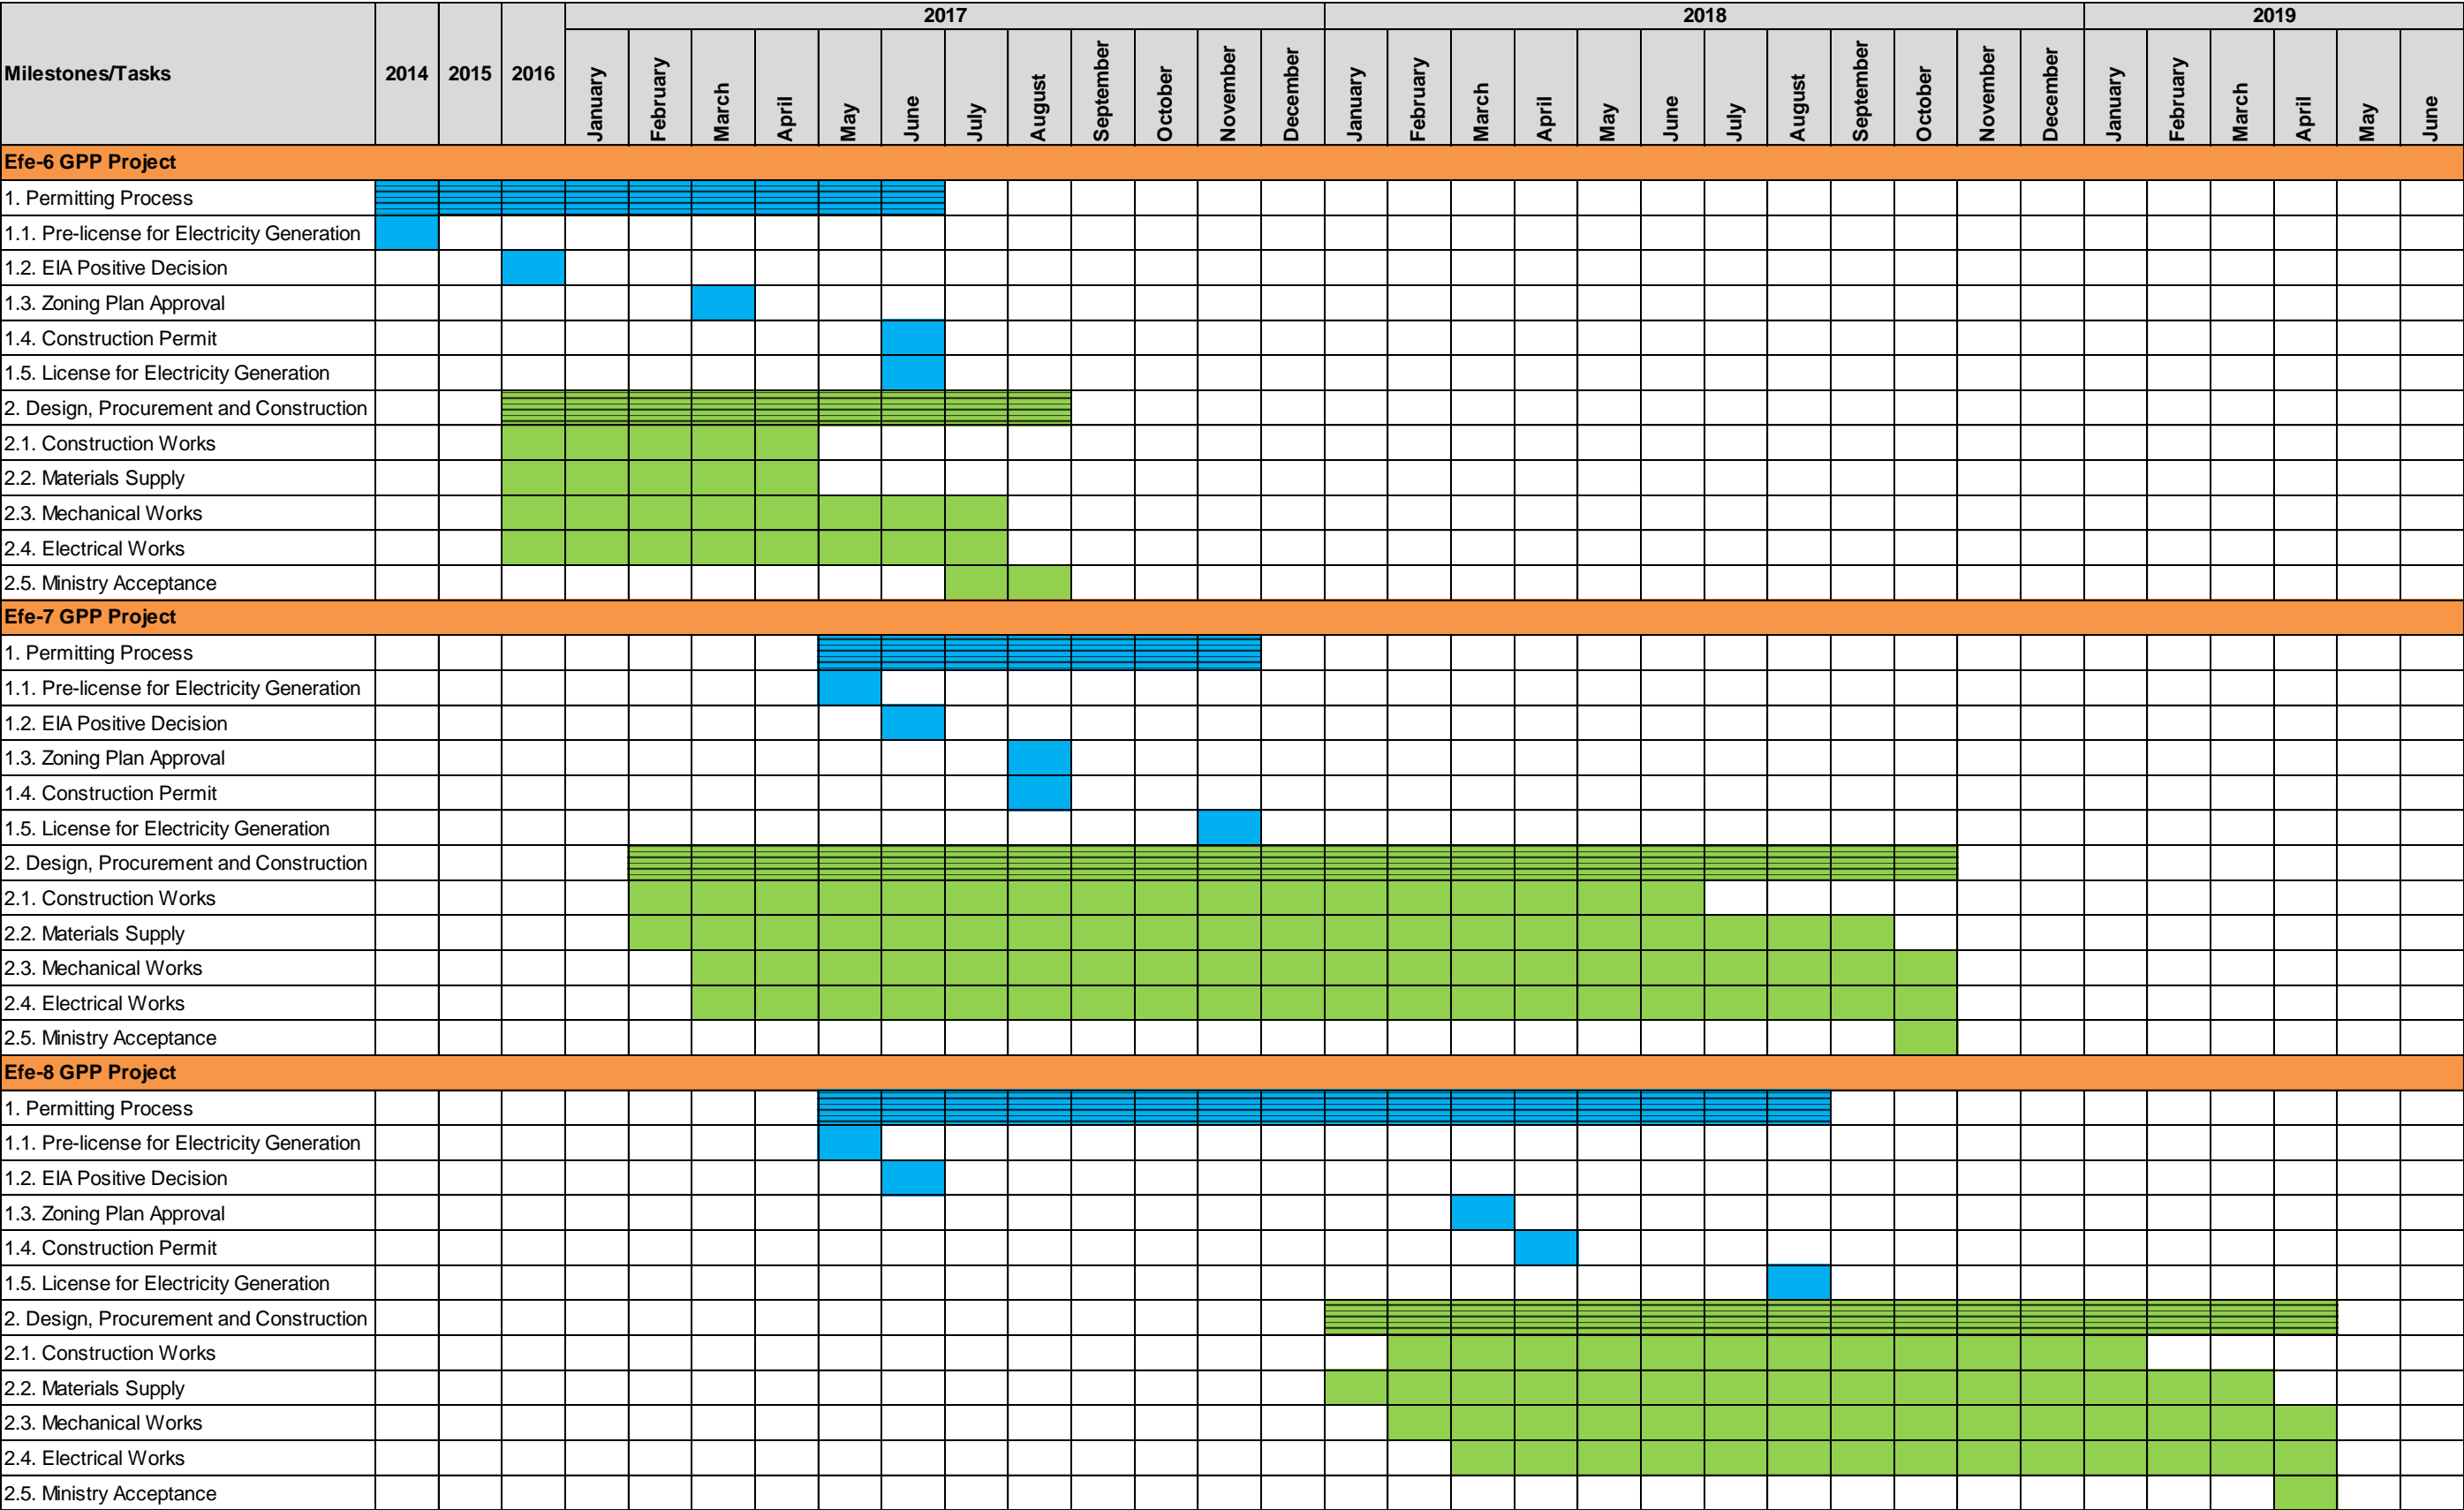 2017 2018 2019
Milestones/Tasks 2014 2015 2016 January February March April May June July August September October November December January February March April May June July August September October November December January February March April May June
Efe-6 GPP Project
1. Permitting Process
1.1. Pre-license for Electricity Generation
1.2. EIA Positive Decision
1.3. Zoning Plan Approval
1.4. Construction Permit
1.5. License for Electricity Generation
2. Design, Procurement and Construction
2.1. Construction Works
2.2. Materials Supply
2.3. Mechanical Works
2.4. Electrical Works
2.5. Ministry Acceptance
Efe-7 GPP Project
1. Permitting Process
1.1. Pre-license for Electricity Generation
1.2. EIA Positive Decision
1.3. Zoning Plan Approval
1.4. Construction Permit
1.5. License for Electricity Generation
2. Design, Procurement and Construction
2.1. Construction Works
2.2. Materials Supply
2.3. Mechanical Works
2.4. Electrical Works
2.5. Ministry Acceptance
Efe-8 GPP Project
1. Permitting Process
1.1. Pre-license for Electricity Generation
1.2. EIA Positive Decision
1.3. Zoning Plan Approval
1.4. Construction Permit
1.5. License for Electricity Generation
2. Design, Procurement and Construction
2.1. Construction Works
2.2. Materials Supply
2.3. Mechanical Works
2.4. Electrical Works
2.5. Ministry Acceptance